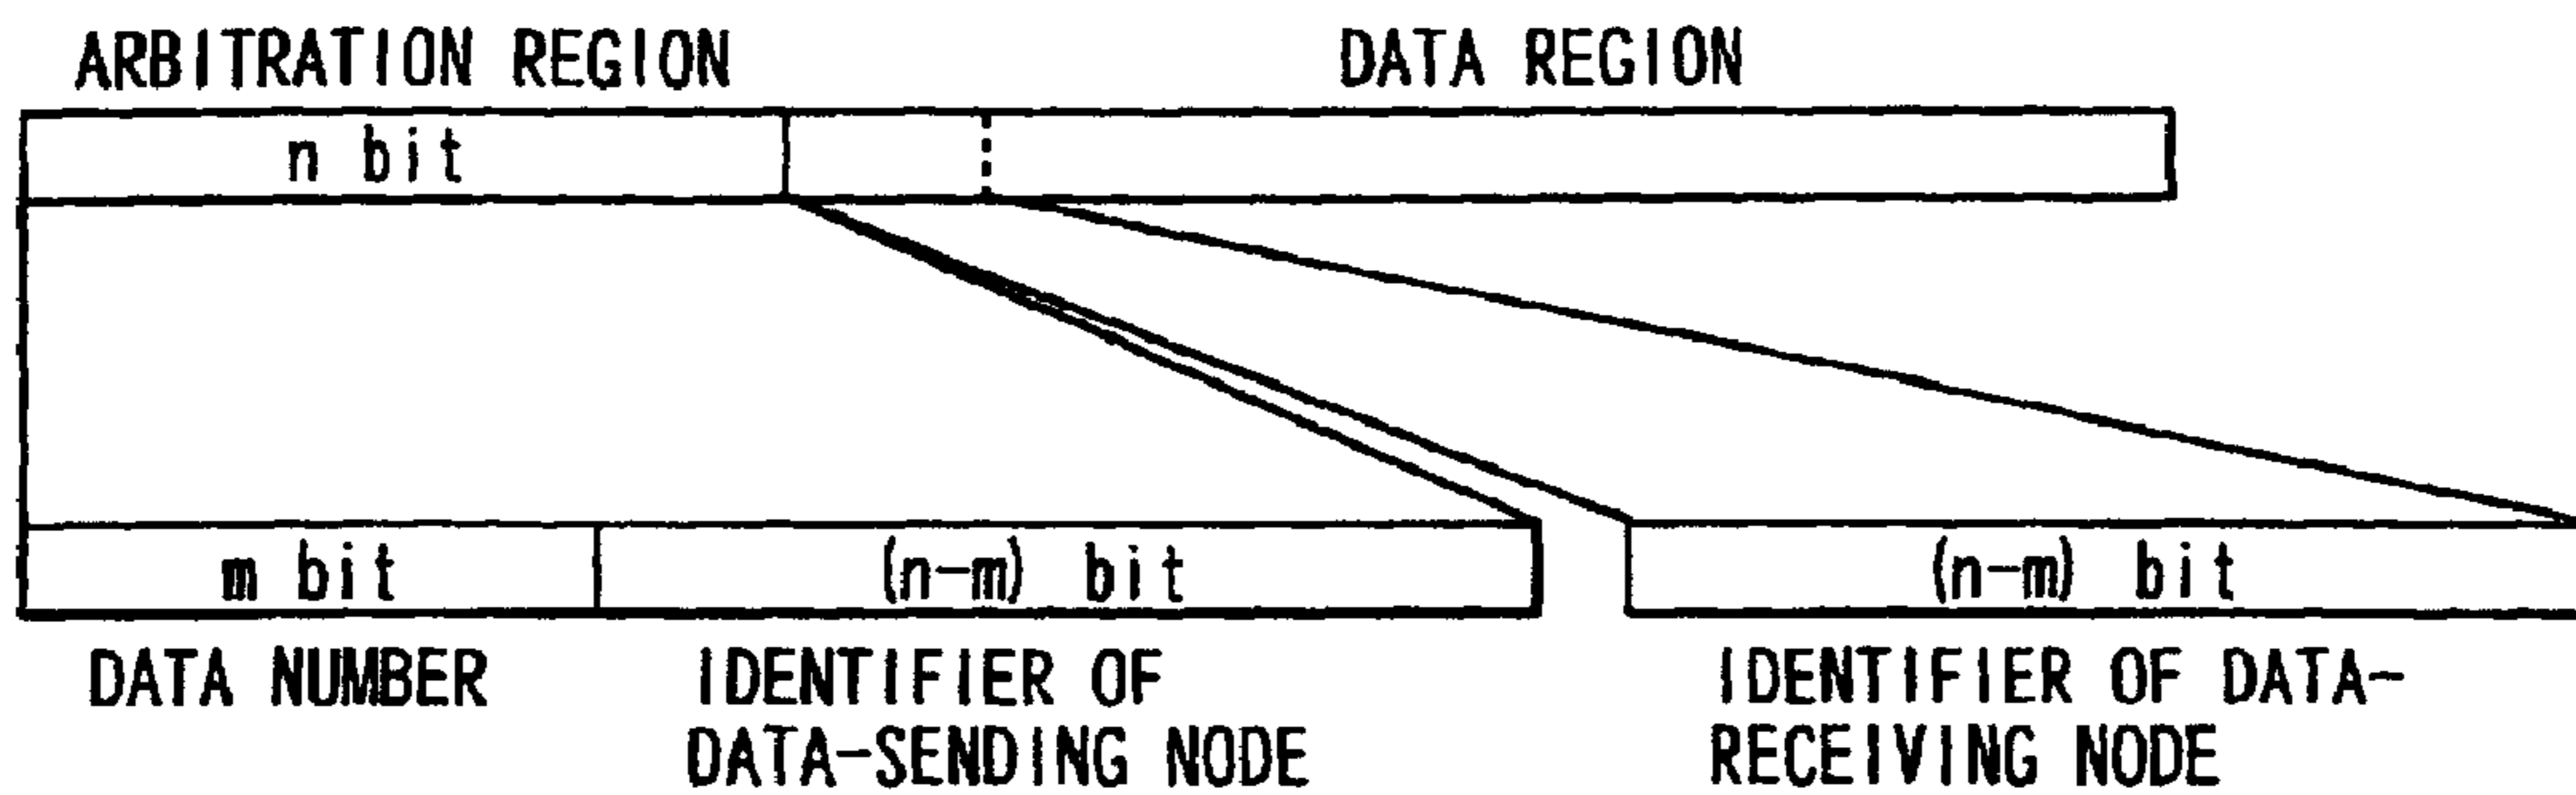 ARBITRATION REGION DATA REGION
n bit
m bit (n-m) bit (n-m) bit
DATA NUMBER IDENTIFIER OF IDENTIFIER OF DATA-
DATA-SENDING NODE RECEIVING NODE